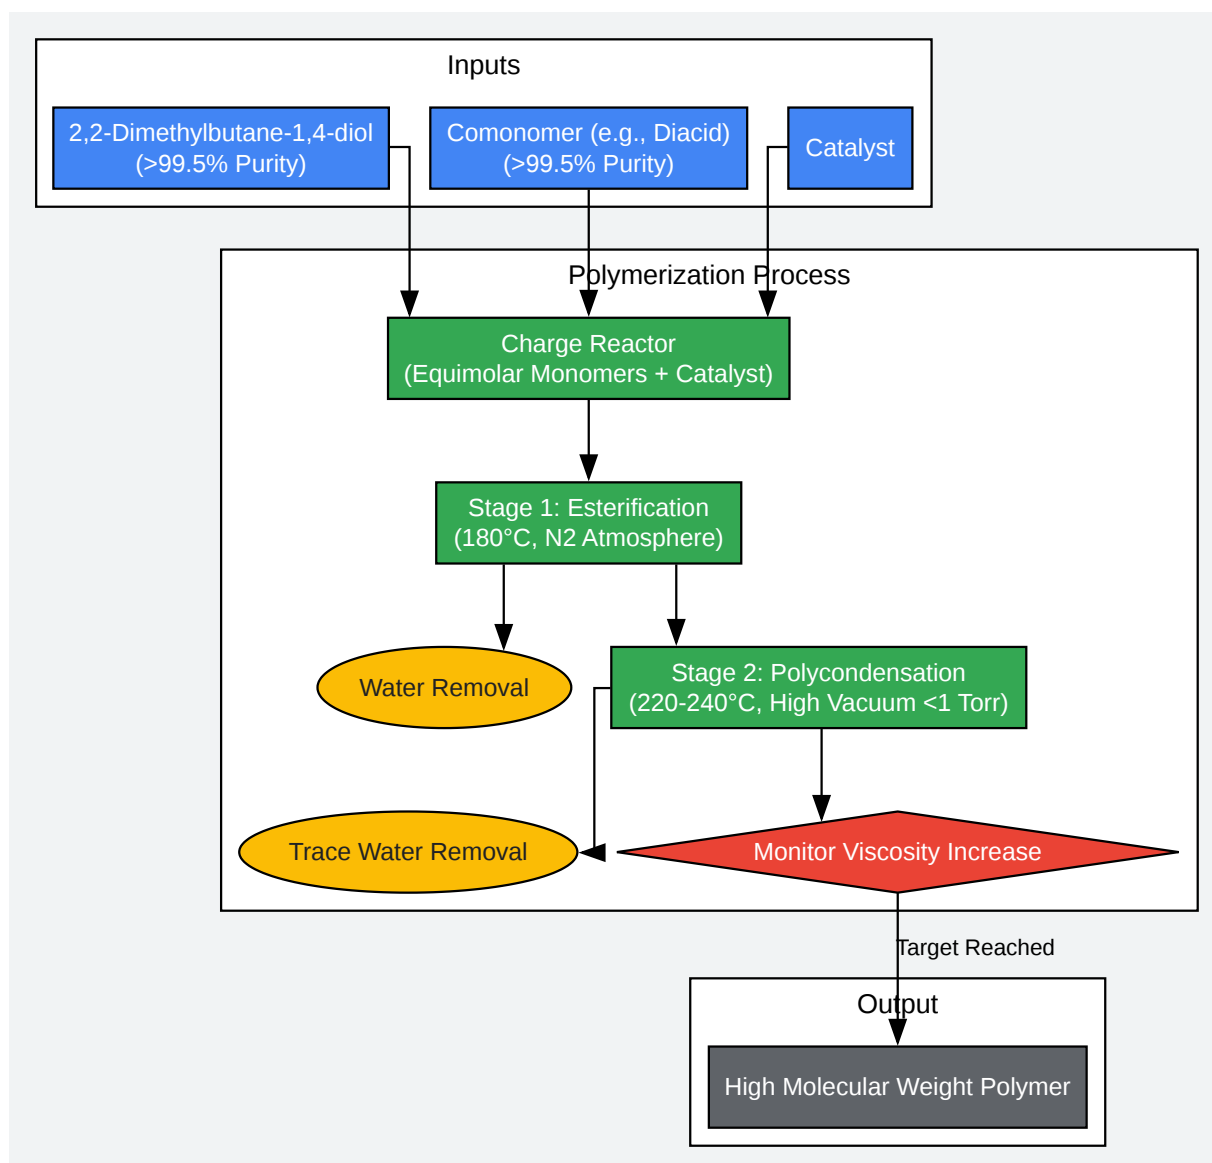 Inputs
2,2-Dimethylbutane-1,4-diol
(>99.5% Purity)
Comonomer (e.g., Diacid)
(>99.5% Purity)
Catalyst
Polymerization Process
Charge Reactor
(Equimolar Monomers + Catalyst)
Stage 1: Esterification
(180°C, N2 Atmosphere)
Water Removal
Stage 2: Polycondensation
(220-240°C, High Vacuum <1 Torr)
Trace Water Removal
Monitor Viscosity Increase
Target Reached
Output
High Molecular Weight Polymer